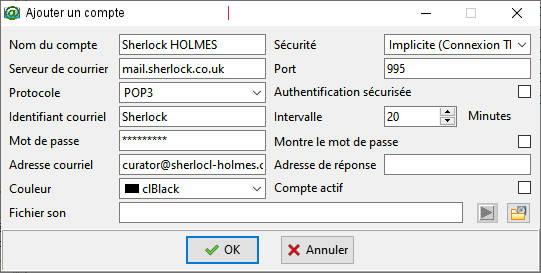 Ajouter un compte
Nom du compte Sherlock HOLMES Sécurité Implicite (Connexion Tl
Serveur de courrier mail.sherlock.co.uk Port 995
Protocole POP3 Authentification sécurisée
Identifiant courriel Sherlock Intervalle 20 Minutes
Mot de passe ********* Montre le mot de passe
Adresse courriel curator@sherlocl-holmes.c Adresse de réponse
Couleur clBlack Compte actif
Fichier son
OK Annuler